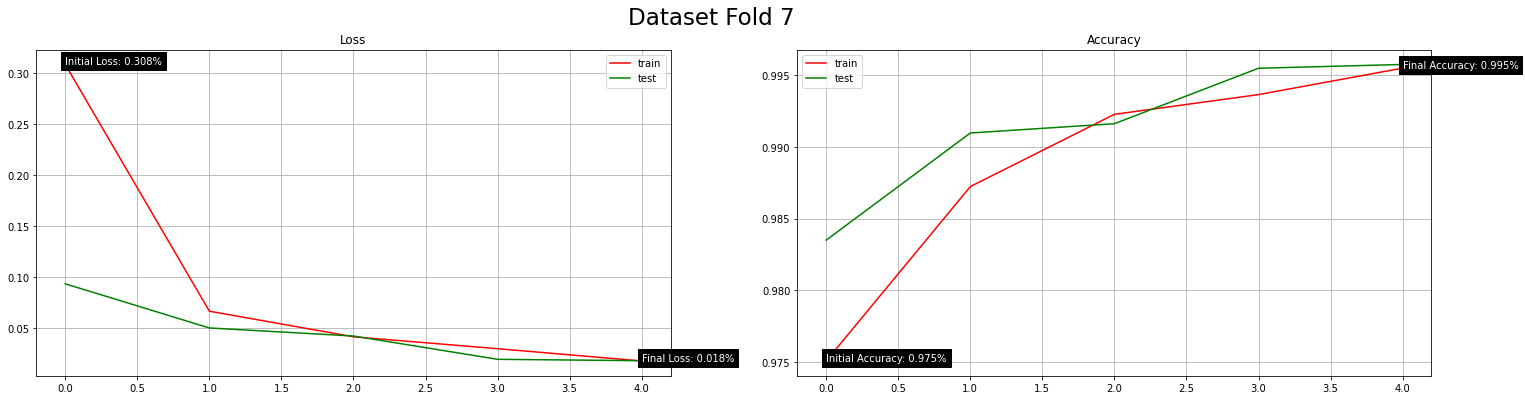 Dataset Fold 7
Loss
Initial Loss: 0.308%
train
test
0.30
0.25
0.20
0.15
0.10
0.05
Final Loss: 0.018%
0.0 0.5 1.0 1.5 2.0 2.5 3.0 3.5 4.0
Accuracy
train
test
Final Accuracy: 0.995%
0.995
0.990
0.985
0.980
0.975
Initial Accuracy: 0.975%
0.0 0.5 1.0 1.5 2.0 2.5 3.0 3.5 4.0